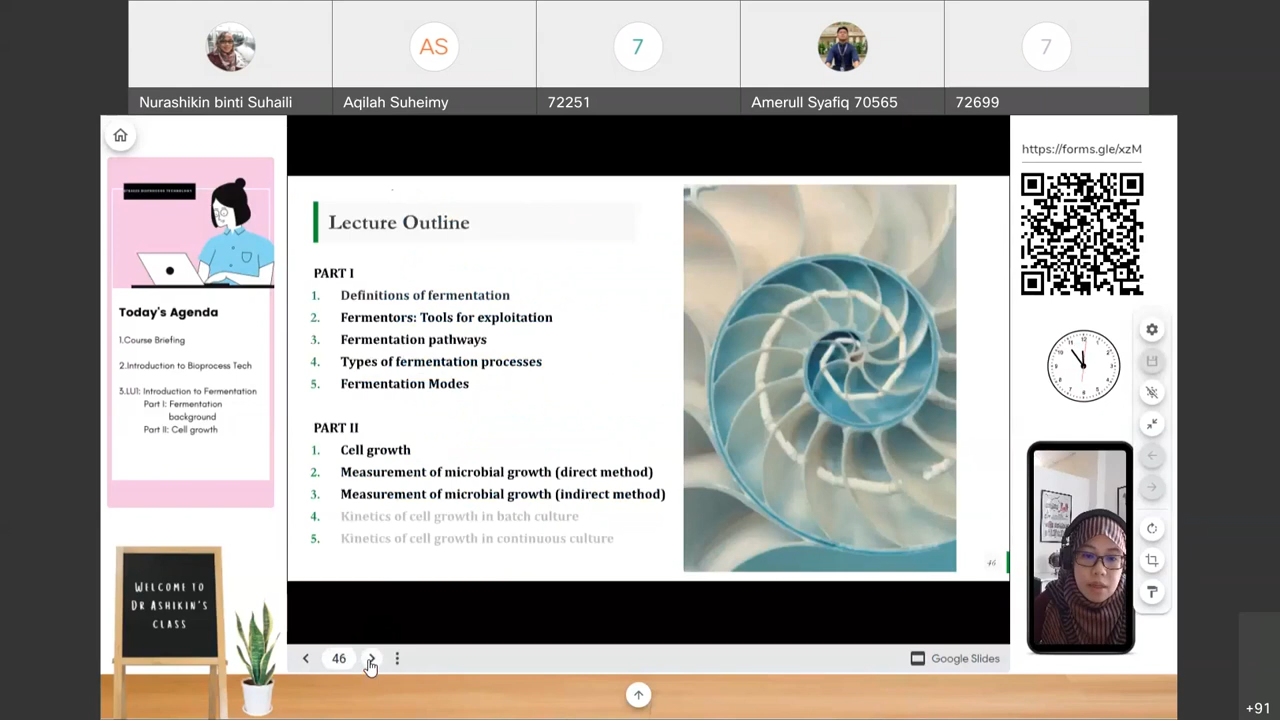 AS
7
7
Nurashikin binti Suhaili
Aqilah Suheimy
72251
Amerull Syafiq 70565
72699
https://forms.gle/xzM
Today's Agenda
1.Course Briefing
2.Introduction to Bioprocess Tech
3.LU1: Introduction to Fermentation
Part I: Fermentation
background
Part II: Cell growth
WELCOME TO
DR ASHIKIN'S
CLASS
Lecture Outline
PART I
1. Definitions of fermentation
2. Fermentors: Tools for exploitation
3. Fermentation pathways
4. Types of fermentation processes
5. Fermentation Modes
PART II
1. Cell growth
2. Measurement of microbial growth (direct method)
3. Measurement of microbial growth (indirect method)
4. Kinetics of cell growth in batch culture
5. Kinetics of cell growth in continuous culture
46
46
Google Slides
+91